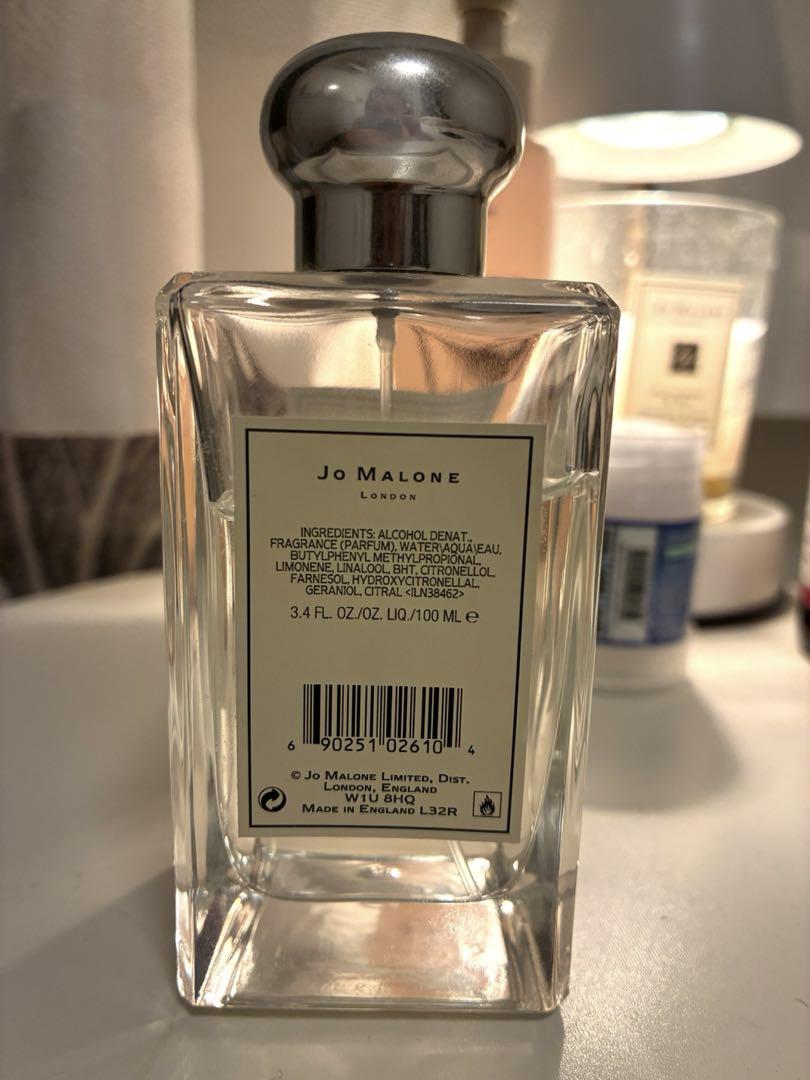 Jo Malone
London
INGREDIENTS: ALCOHOL DENAT.,
FRAGRANCE (PARFUM), WATER\AQUA\EAU,
BUTYLPHENYL METHYLPROPIONAL,
LIMONENE, LINALOOL, BHT, CITRONELLOL,
FARNESOL, HYDROXYCITRONELLAL,
GERANIOL, CITRAL <ILN38462>
3.4 FL. OZ./OZ. LIQ./100 ML ℮
6 90251 02610 4
© Jo Malone Limited, Dist.
London, England
W1U 8HQ
Made in England L32R